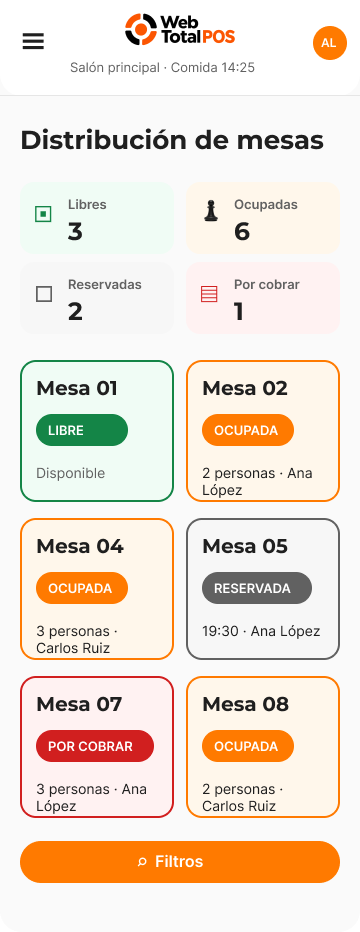 Web
TotalPOS
AL
Salón principal · Comida 14:25
Distribución de mesas
Libres
3
Ocupadas
6
Reservadas
2
Por cobrar
1
Mesa 01
LIBRE
Disponible
Mesa 02
OCUPADA
2 personas · Ana
López
Mesa 04
OCUPADA
3 personas ·
Carlos Ruiz
Mesa 05
RESERVADA
19:30 · Ana López
Mesa 07
POR COBRAR
3 personas · Ana
López
Mesa 08
OCUPADA
2 personas ·
Carlos Ruiz
Filtros